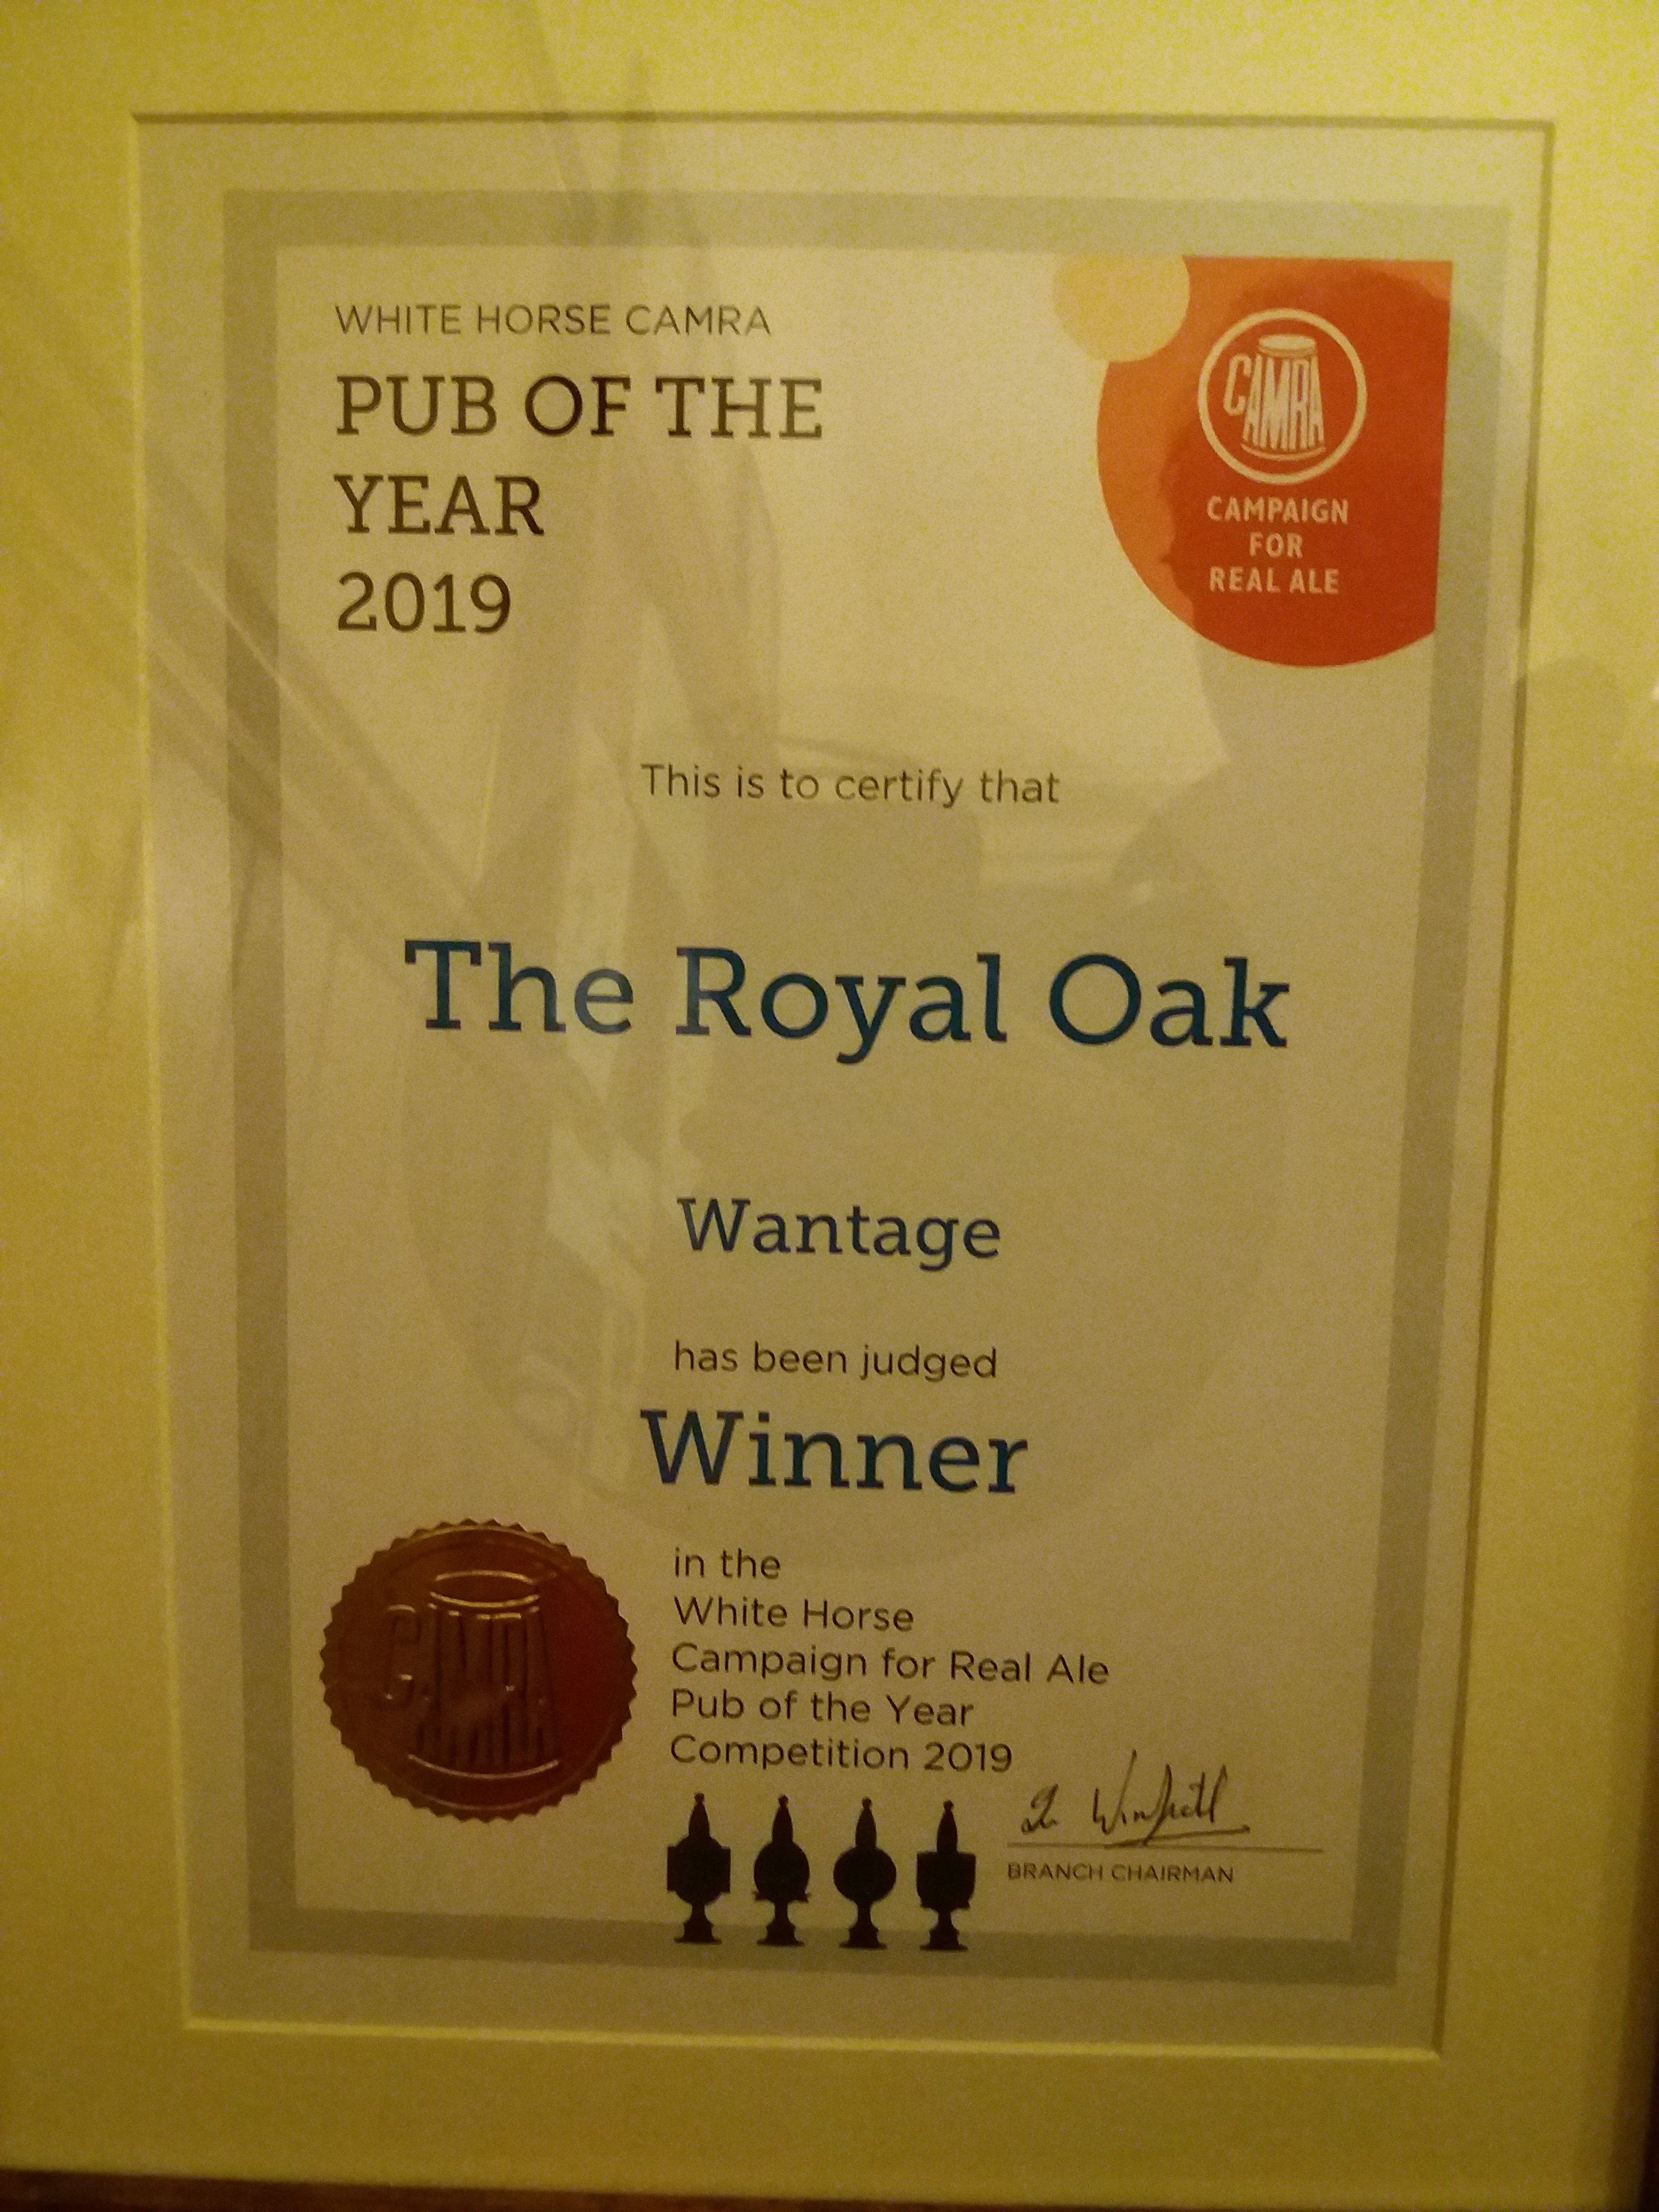 WHITE HORSE CAMRA
PUB OF THE
YEAR
2019
CAMRA
CAMPAIGN
FOR
REAL ALE
This is to certify that
The Royal Oak
Wantage
has been judged
Winner
in the
White Horse
Campaign for Real Ale
Pub of the Year
Competition 2019
CAMRA
BRANCH CHAIRMAN